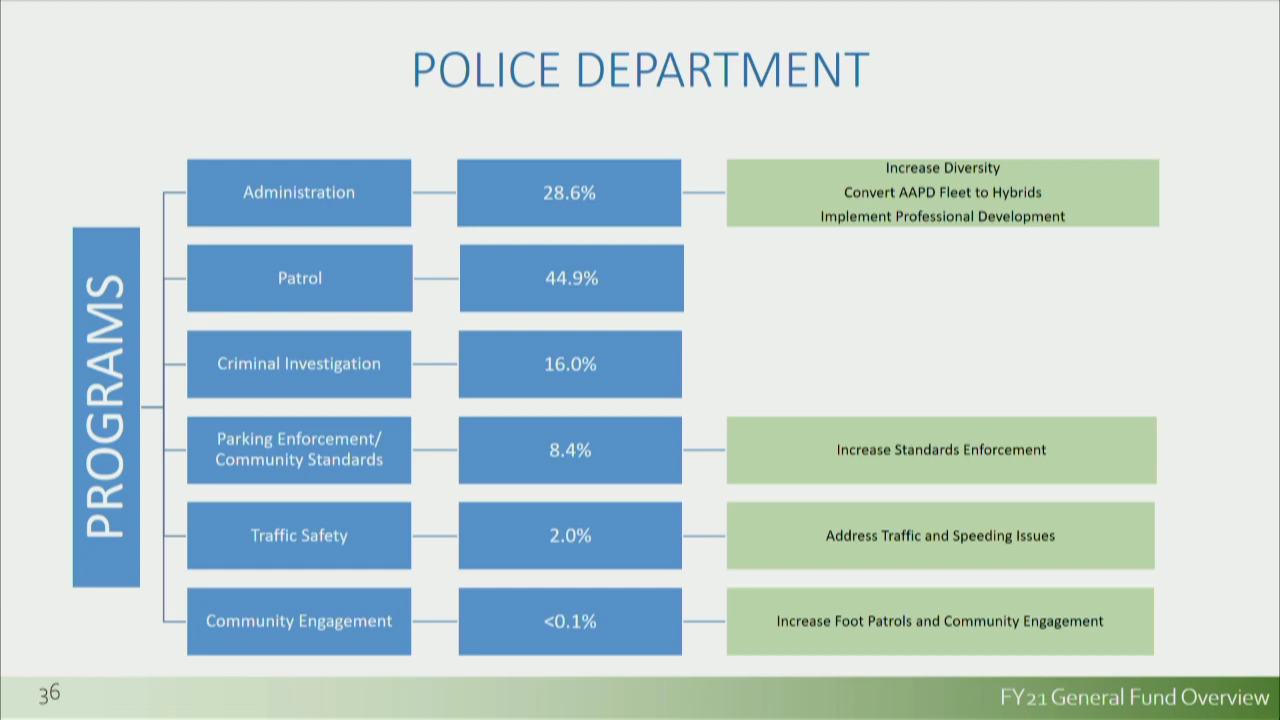 POLICE DEPARTMENT
PROGRAMS
Administration
28.6%
Increase Diversity
Convert AAPD Fleet to Hybrids
Implement Professional Development
Patrol
44.9%
Criminal Investigation
16.0%
Parking Enforcement/
Community Standards
8.4%
Increase Standards Enforcement
Traffic Safety
2.0%
Address Traffic and Speeding Issues
Community Engagement
<0.1%
Increase Foot Patrols and Community Engagement
36
FY21 General Fund Overview